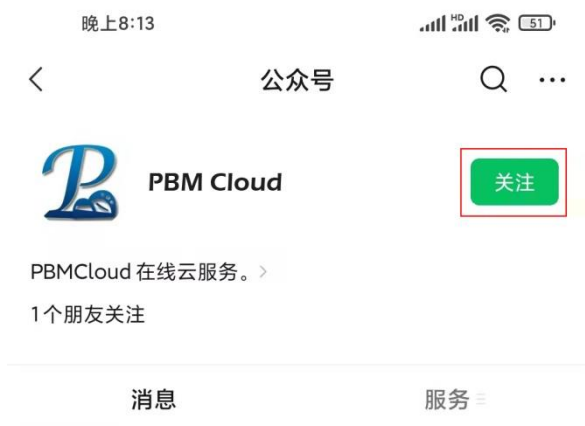 晚上8:13 HD 51
公众号
PBM Cloud 关注
PBMCloud 在线云服务。
1个朋友关注
消息 服务